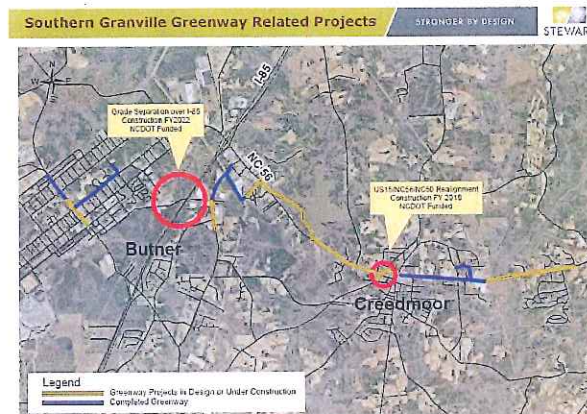 Southern Granville Greenway Related Projects
STRONGER BY DESIGN
STEWAR
N
W
E
S
I-85
Grade Separation over I-85
Construction FY2022
NCDOT Funded
NC-56
US15/NC56/NC50 Realignment
Construction FY 2018
NCDOT Funded
Butner
Creedmoor
Legend
Greenway Projects in Design or Under Construction
Completed Greenway